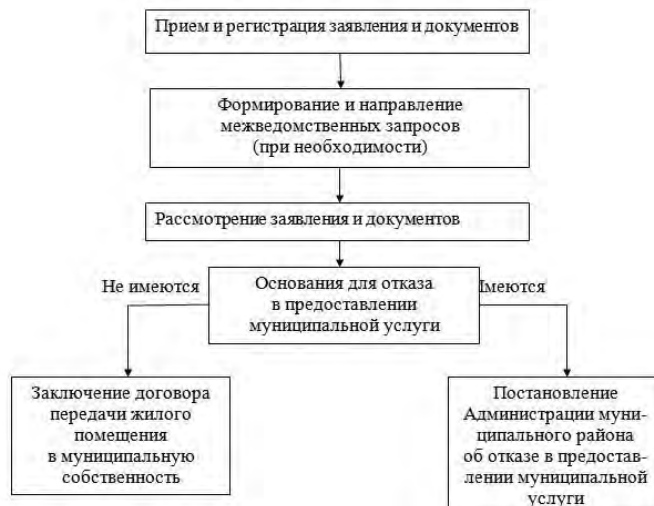 Прием и регистрация заявления и документов
Формирование и направление
межведомственных запросов
(при необходимости)
Рассмотрение заявления и документов
Основания для отказа
в предоставлении
муниципальной услуги
Не имеются
Имеются
Заключение договора
передачи жилого
помещения
в муниципальную
собственность
Постановление
Администрации муни-
ципального района
об отказе в предостав-
лении муниципальной
услуги